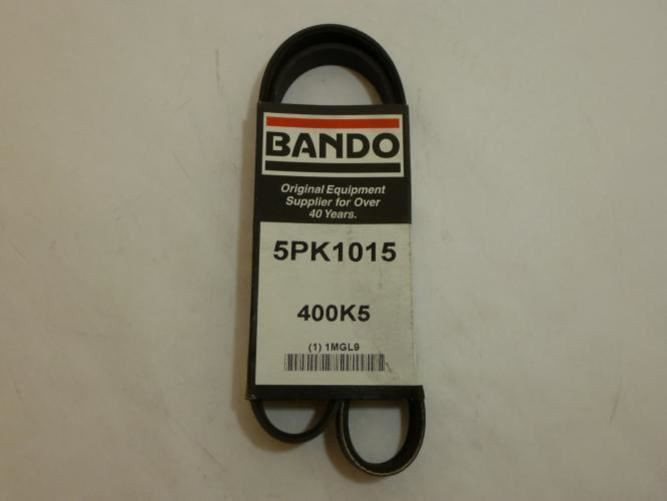 BANDO
Original Equipment
Supplier for Over
40 Years.
5PK1015
400K5
(1) 1MGL9